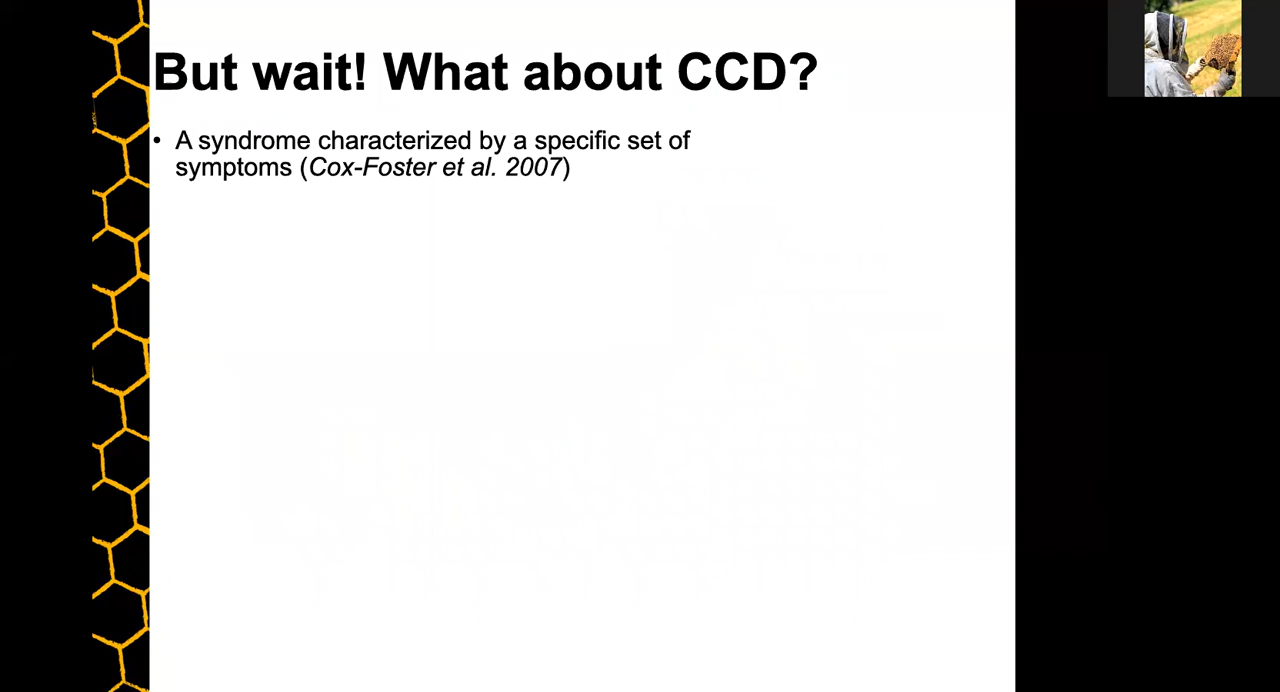 But wait! What about CCD?
• A syndrome characterized by a specific set of
symptoms (Cox-Foster et al. 2007)